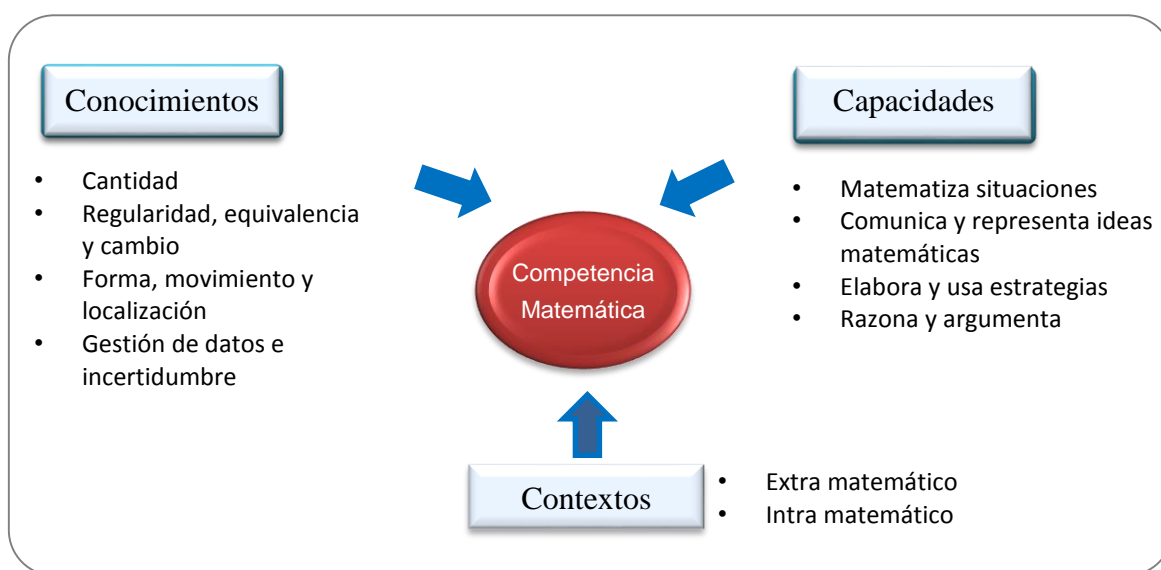 Conocimientos
• Cantidad
• Regularidad, equivalencia
y cambio
• Forma, movimiento y
localización
• Gestión de datos e
incertidumbre
Capacidades
• Matematiza situaciones
• Comunica y representa ideas
matemáticas
• Elabora y usa estrategias
• Razona y argumenta
Competencia
Matemática
Contextos
• Extra matemático
• Intra matemático